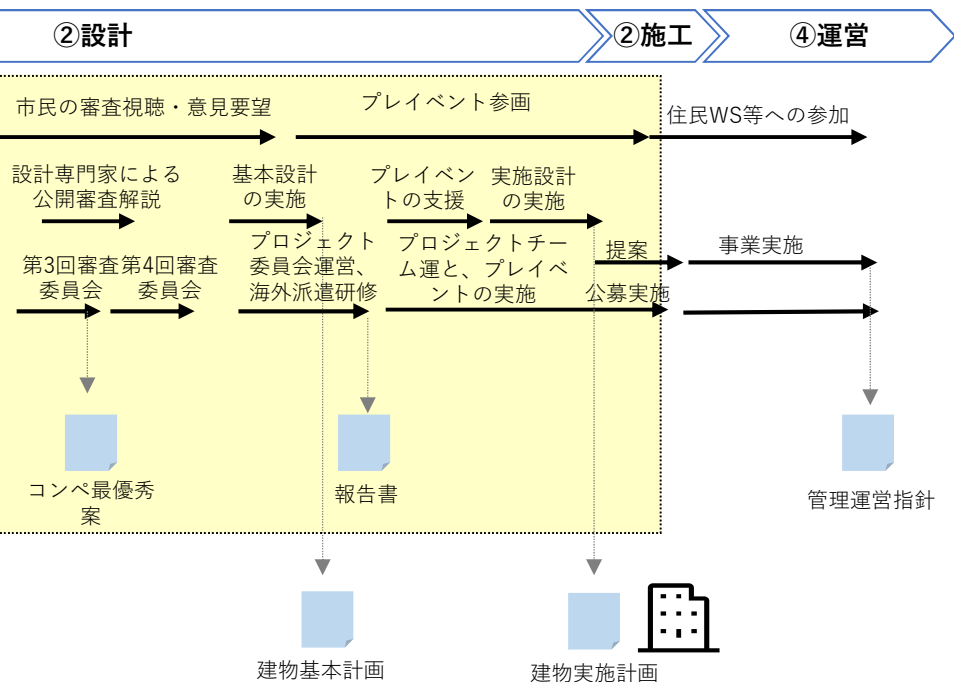 ②設計
②施工
④運営
市民の審査視聴・意見要望
プレイベント参画
住民WS等への参加
設計専門家による
公開審査解説
基本設計
の実施
プレイベン
トの支援
実施設計
の実施
提案
事業実施
第3回審査
委員会
第4回審査
委員会
プロジェクト
委員会運営、
海外派遣研修
プロジェクトチー
ム運と、プレイベ
ントの実施
公募実施
コンペ最優秀
案
報告書
管理運営指針
建物基本計画
建物実施計画